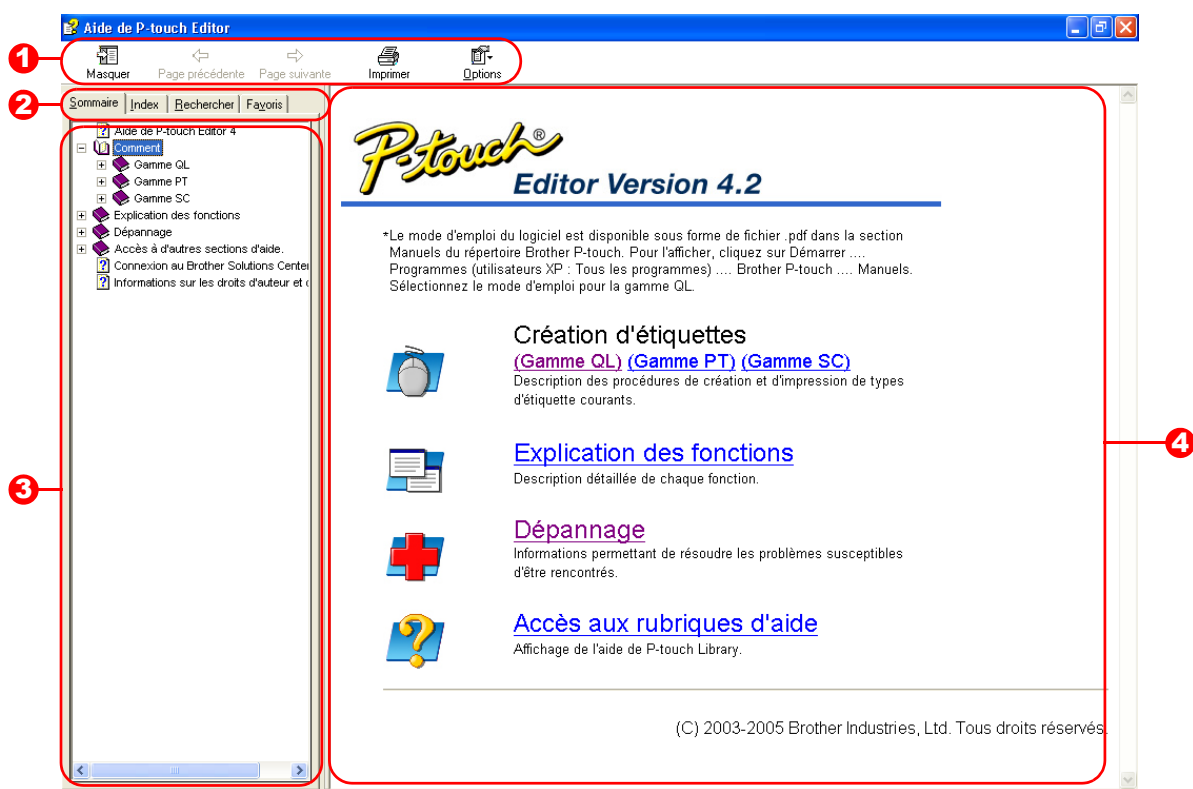 Aide de P-touch Editor
1
Masquer
Page précédente
Page suivante
Imprimer
Options
2
Sommaire
Index
Rechercher
Favoris
3
Aide de P-touch Editor 4
Comment
Gamme QL
Gamme PT
Gamme SC
Explication des fonctions
Dépannage
Accès à d'autres sections d'aide.
Connexion au Brother Solutions Center
Informations sur les droits d'auteur et
4
P-touch®
Editor Version 4.2
*Le mode d'emploi du logiciel est disponible sous forme de fichier .pdf dans la section
Manuels du répertoire Brother P-touch. Pour l'afficher, cliquez sur Démarrer ....
Programmes (utilisateurs XP : Tous les programmes) .... Brother P-touch .... Manuels.
Sélectionnez le mode d'emploi pour la gamme QL.
Création d'étiquettes
(Gamme QL) (Gamme PT) (Gamme SC)
Description des procédures de création et d'impression de types
d'étiquette courants.
Explication des fonctions
Description détaillée de chaque fonction.
Dépannage
Informations permettant de résoudre les problèmes susceptibles
d'être rencontrés.
Accès aux rubriques d'aide
Affichage de l'aide de P-touch Library.
(C) 2003-2005 Brother Industries, Ltd. Tous droits réservés.